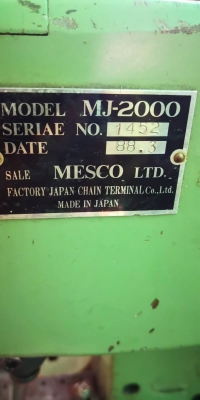 MODEL MJ-2000
SERIAE NO. 1452
DATE 88.3
SALE MESCO LTD.
FACTORY JAPAN CHAIN TERMINAL Co., Ltd.
MADE IN JAPAN